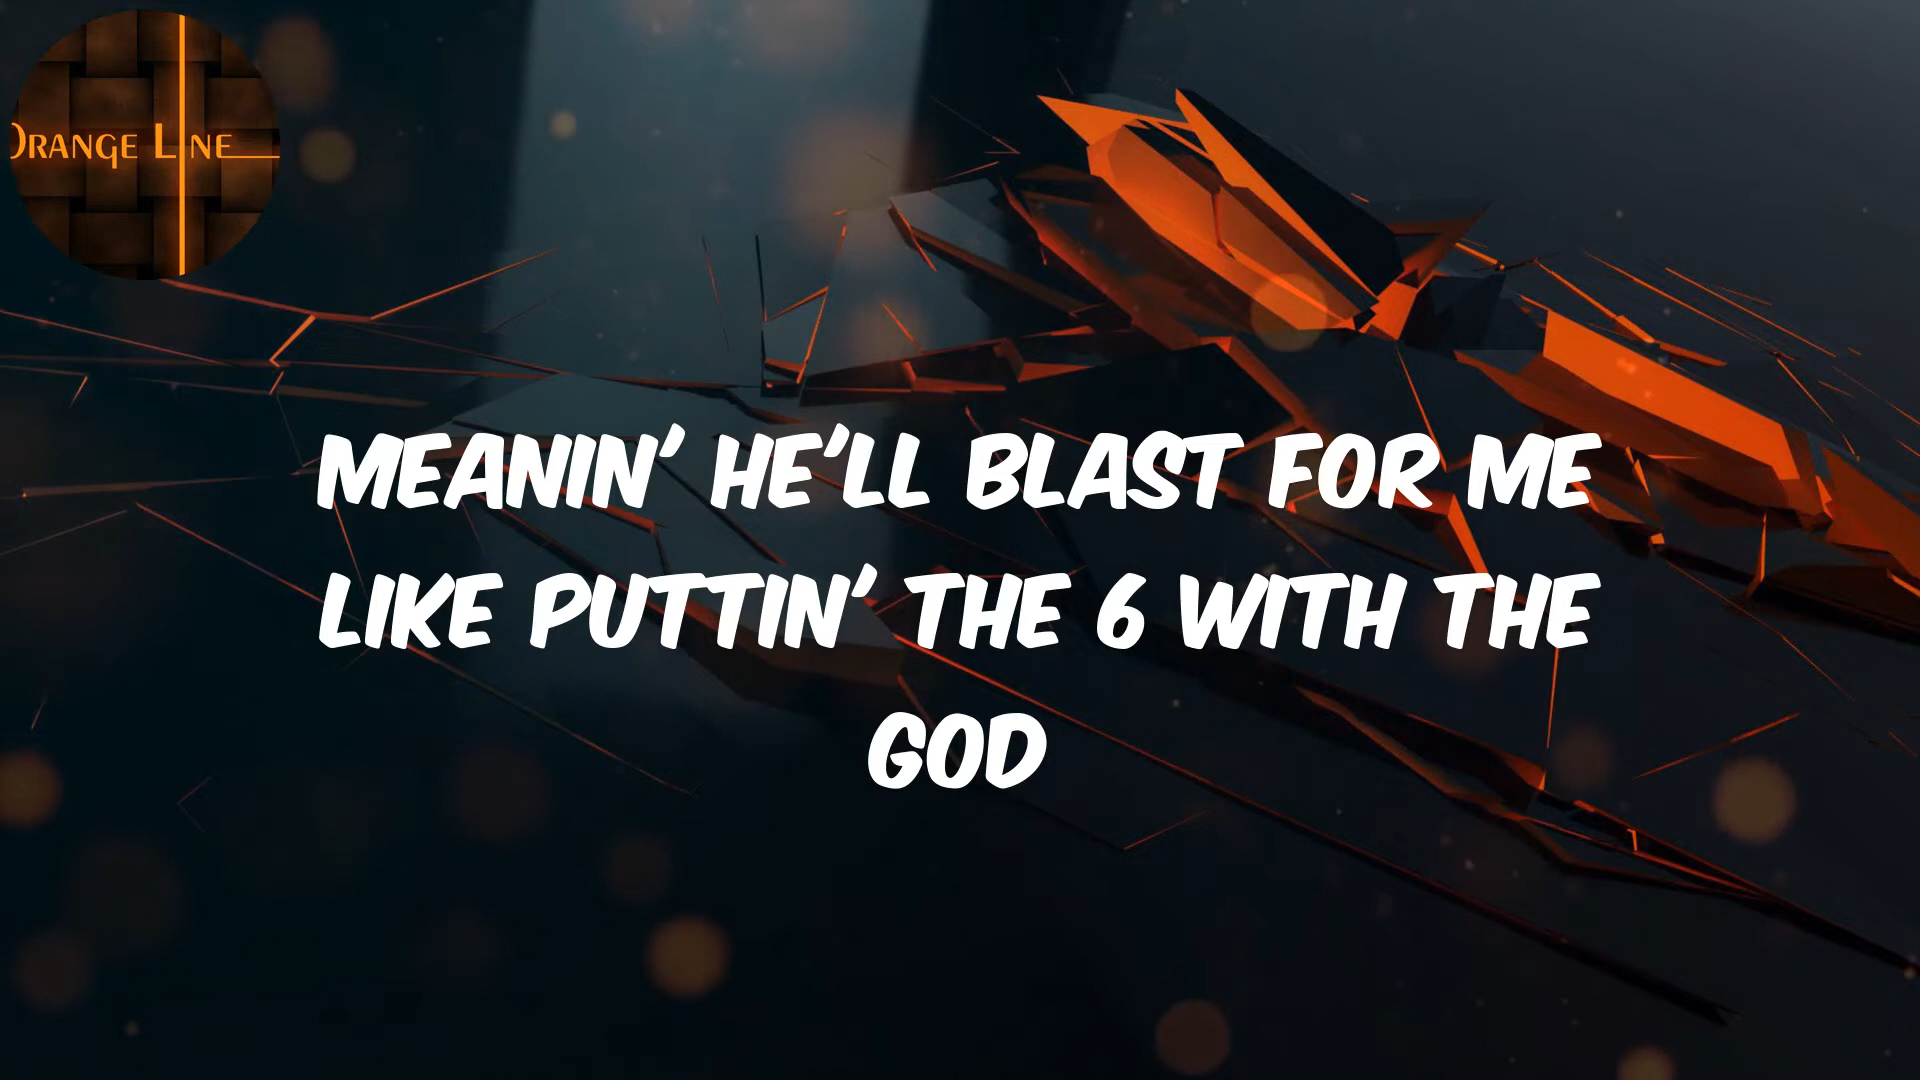 ORANGE LINE
MEANIN' HE'LL BLAST FOR ME
LIKE PUTTIN' THE 6 WITH THE
GOD